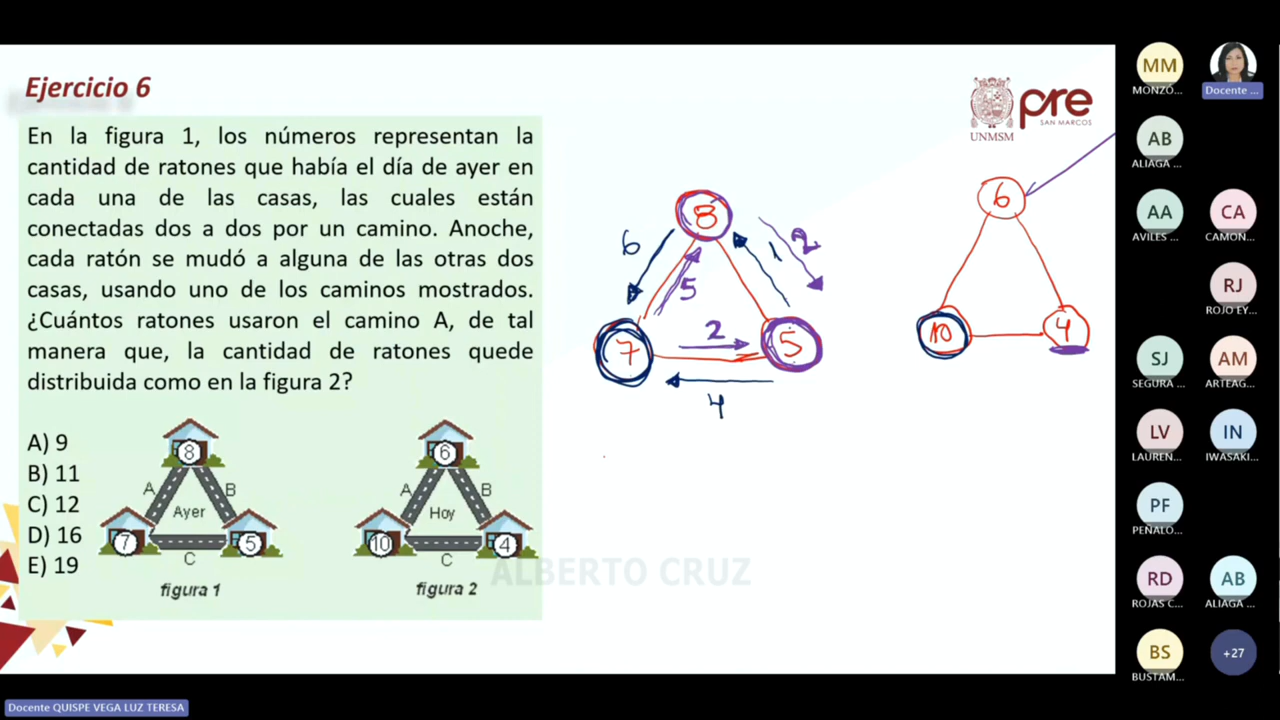 Ejercicio 6
En la figura 1, los números representan la
cantidad de ratones que había el día de ayer en
cada una de las casas, las cuales están
conectadas dos a dos por un camino. Anoche,
cada ratón se mudó a alguna de las otras dos
casas, usando uno de los caminos mostrados.
¿Cuántos ratones usaron el camino A, de tal
manera que, la cantidad de ratones quede
distribuida como en la figura 2?
A) 9
B) 11
C) 12
D) 16
E) 19
8
A
B
Ayer
7
5
C
figura 1
6
A
B
Hoy
10
4
C
figura 2
8
6
2
1
5
7
2
5
4
6
10
4
UNMSM
pre
SAN MARCOS
ALBERTO CRUZ
MM
MONZÓ...
Docente ...
AB
ALIAGA ...
AA
AVILES ...
CA
CAMON...
RJ
ROJO EY...
SJ
SEGURA ...
AM
ARTEAG...
LV
LAUREN...
IN
IWASAKI...
PF
PEÑALO...
RD
ROJAS C...
AB
ALIAGA ...
BS
BUSTAM...
+27
Docente QUISPE VEGA LUZ TERESA